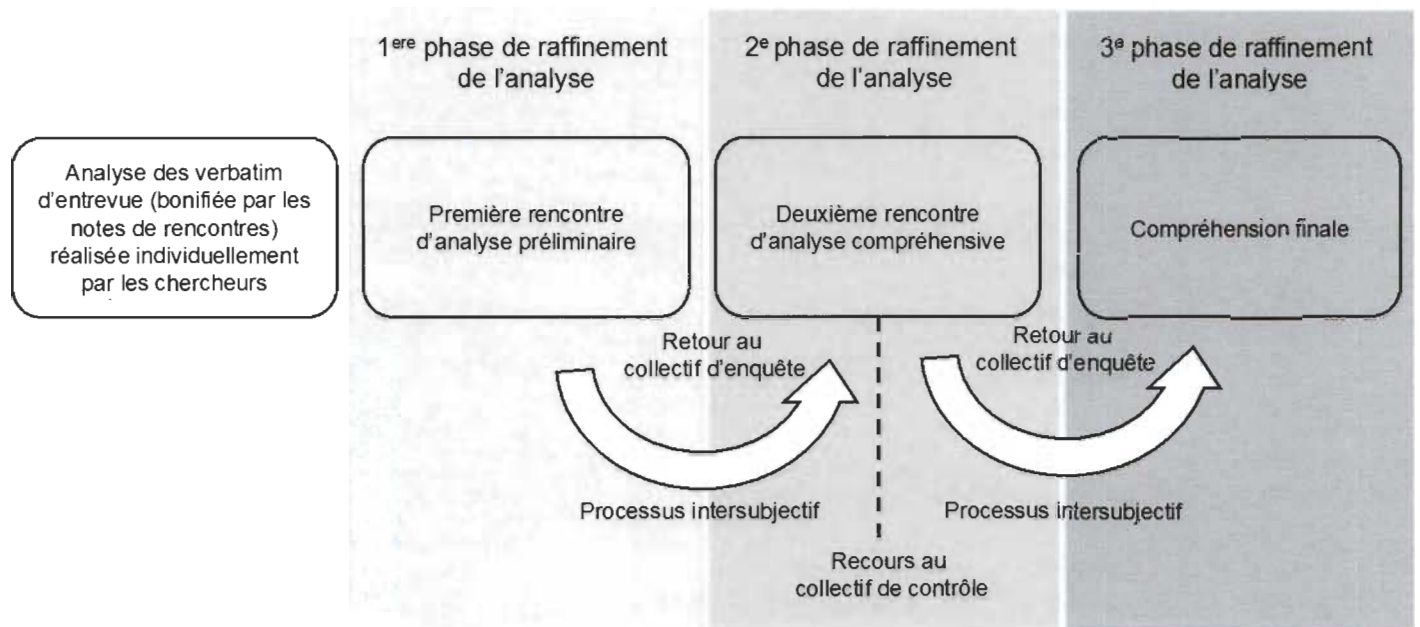 1ere phase de raffinement
de l'analyse
2e phase de raffinement
de l'analyse
3e phase de raffinement
de l'analyse
Analyse des verbatim
d'entrevue (bonifiée par les
notes de rencontres)
réalisée individuellement
par les chercheurs
Première rencontre
d'analyse préliminaire
Deuxième rencontre
d'analyse compréhensive
Compréhension finale
Retour au
collectif d'enquête
Retour au
collectif d'enquête
Processus intersubjectif
Processus intersubjectif
Recours au
collectif de contrôle